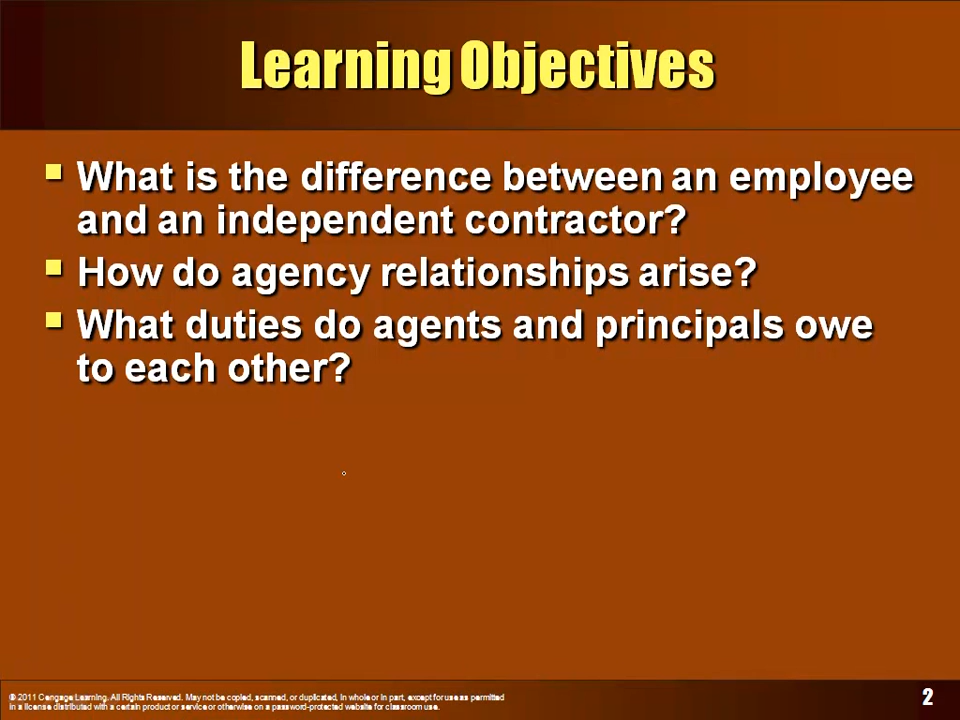 Learning Objectives
What is the difference between an employee
and an independent contractor?
How do agency relationships arise?
What duties do agents and principals owe
to each other?
© 2011 Cengage Learning. All Rights Reserved. May not be copied, scanned, or duplicated, in whole or in part, except for use as permitted
in a license distributed with a certain product or service or otherwise on a password-protected website for classroom use.
2